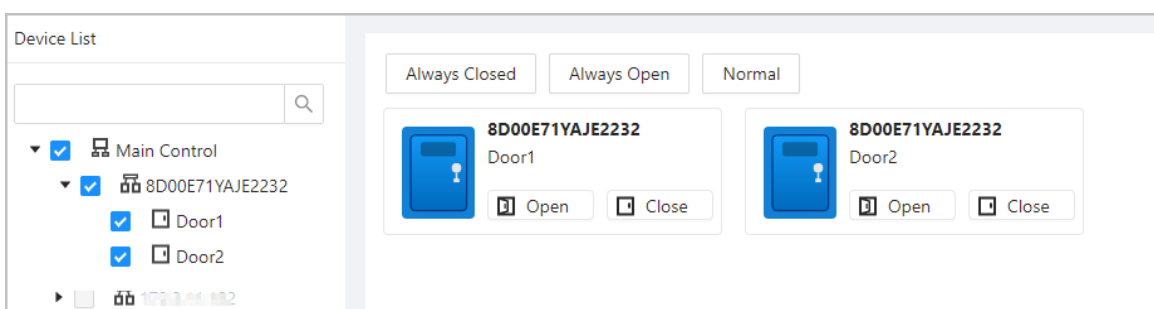 Device List
Main Control
8D00E71YAJE2232
Door1
Door2
Always Closed
Always Open
Normal
8D00E71YAJE2232
Door1
Open
Close
8D00E71YAJE2232
Door2
Open
Close